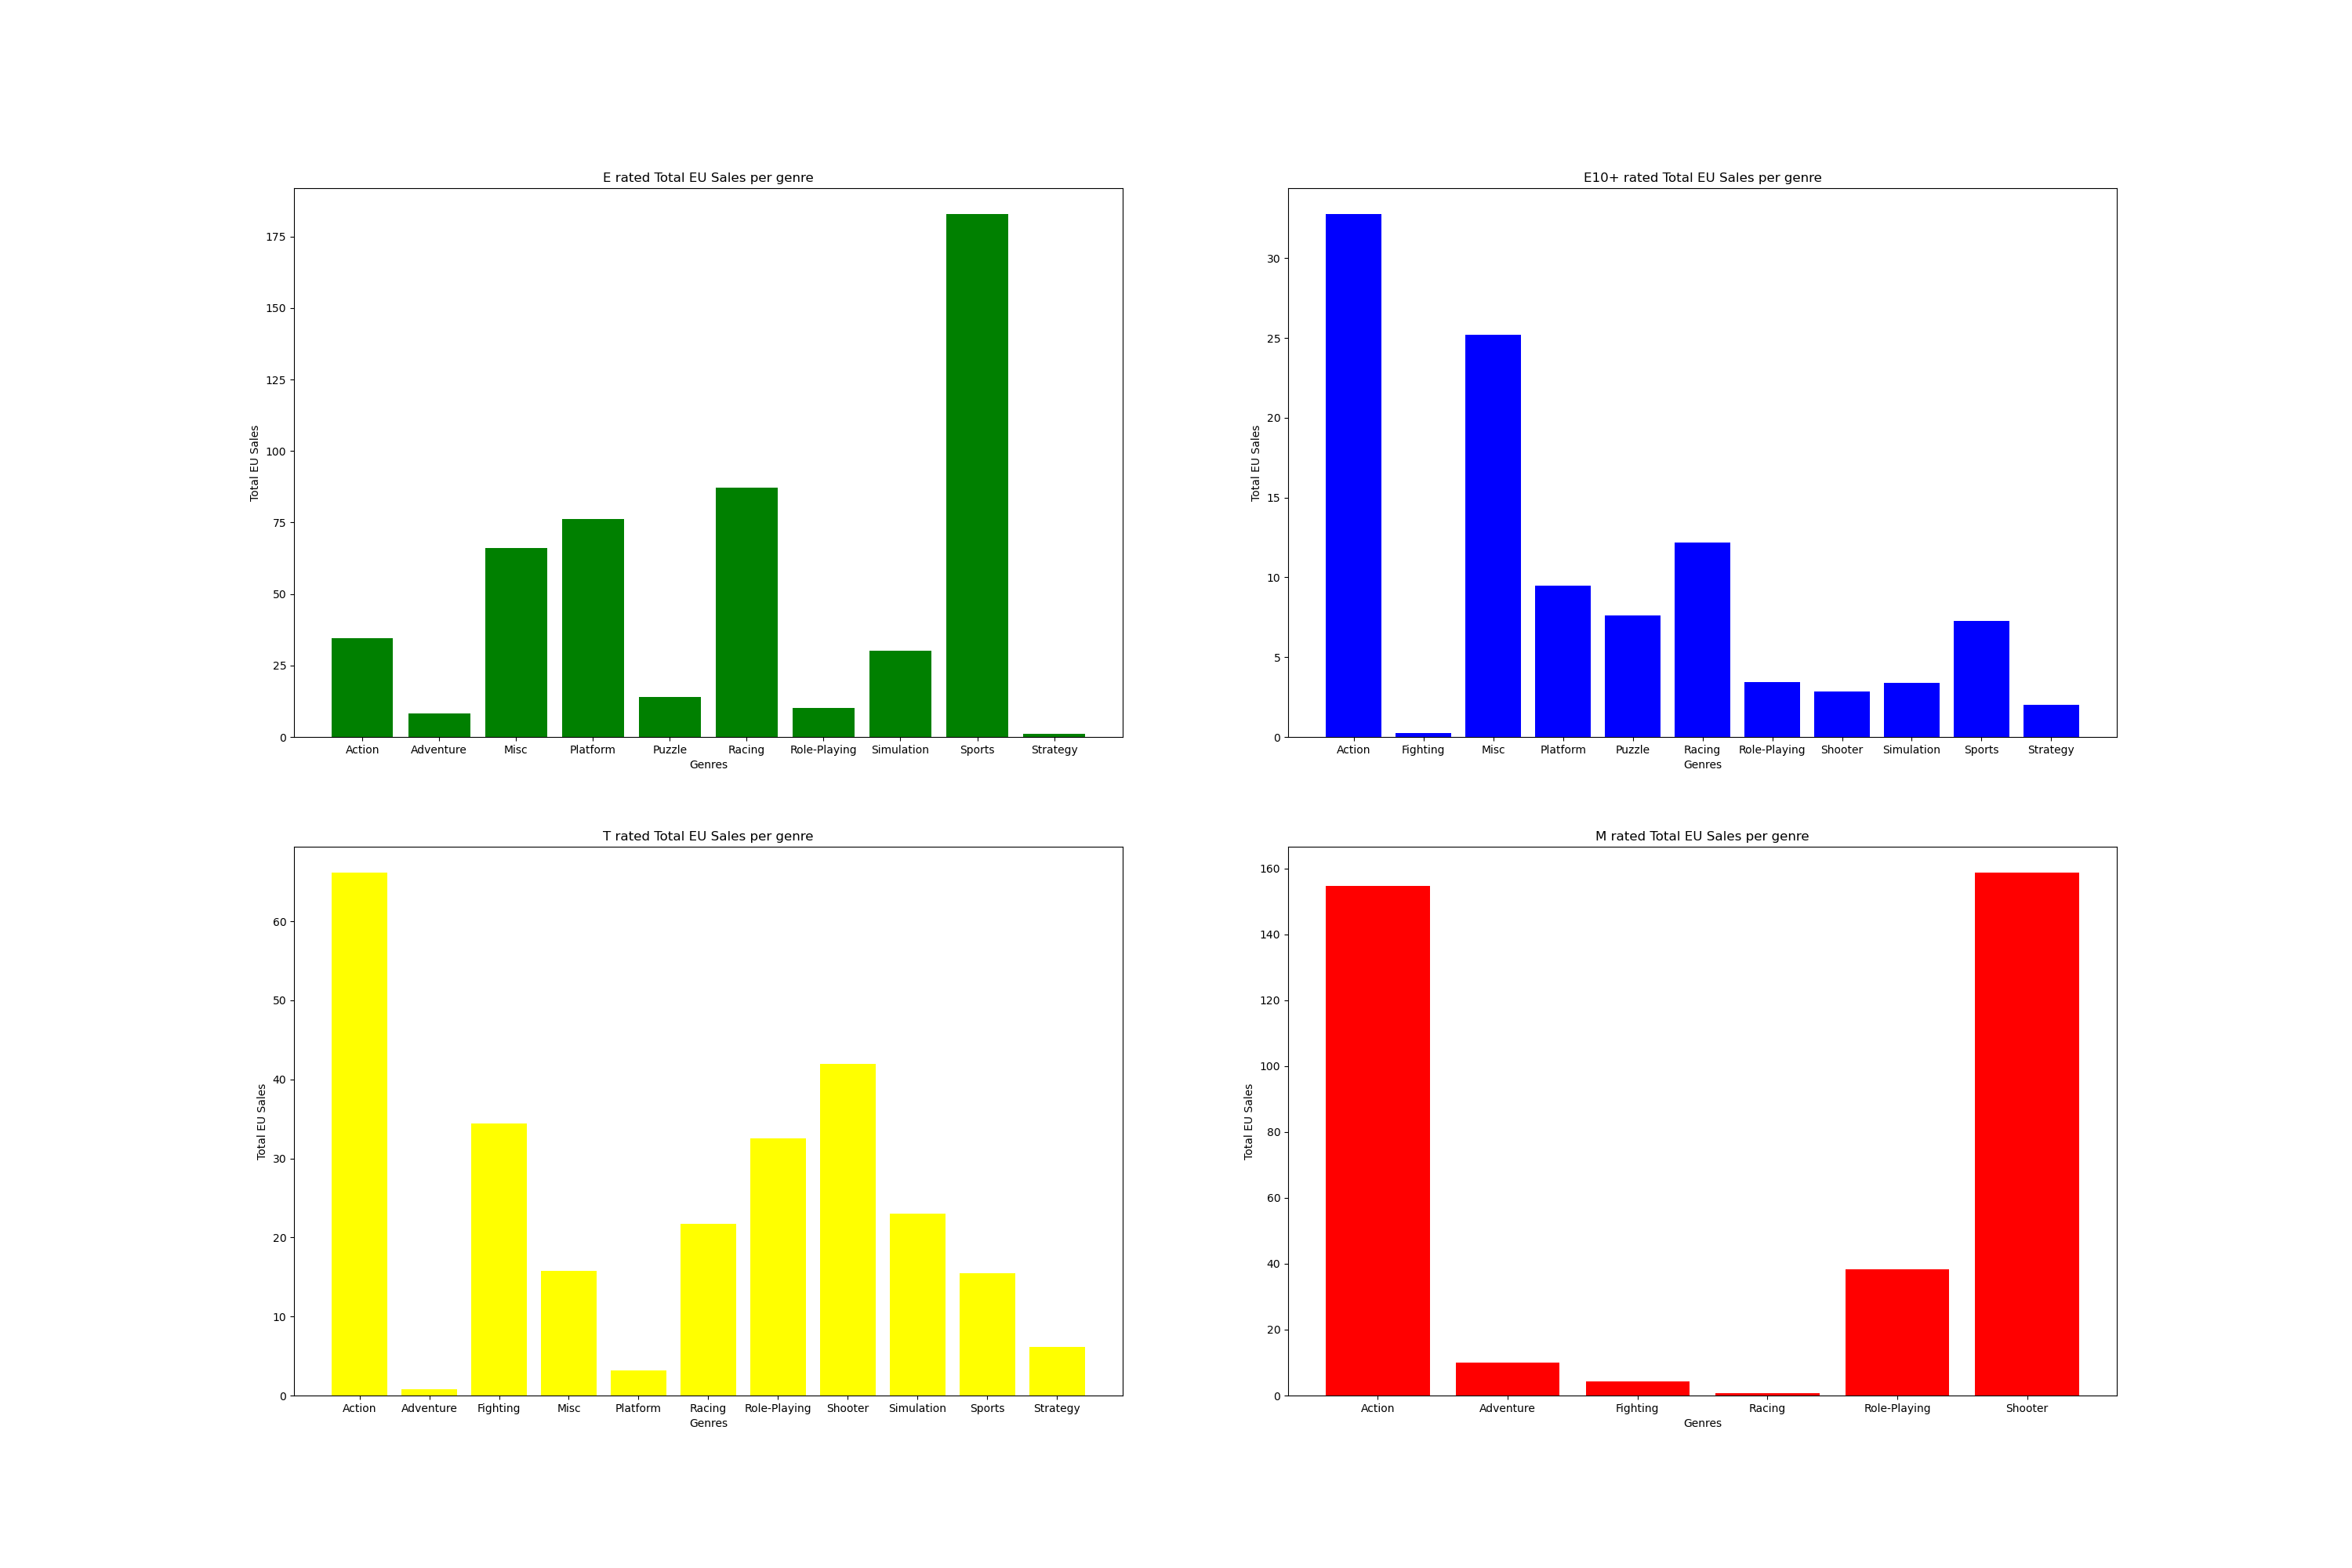 E rated Total EU Sales per genre
175
150
125
100
75
50
25
0
Total EU Sales
Action Adventure Misc Platform Puzzle Racing Role-Playing Simulation Sports Strategy
Genres
E10+ rated Total EU Sales per genre
30
25
20
15
10
5
0
Total EU Sales
Action Fighting Misc Platform Puzzle Racing Role-Playing Shooter Simulation Sports Strategy
Genres
T rated Total EU Sales per genre
60
50
40
30
20
10
0
Total EU Sales
Action Adventure Fighting Misc Platform Racing Role-Playing Shooter Simulation Sports Strategy
Genres
M rated Total EU Sales per genre
160
140
120
100
80
60
40
20
0
Total EU Sales
Action Adventure Fighting Racing Role-Playing Shooter
Genres